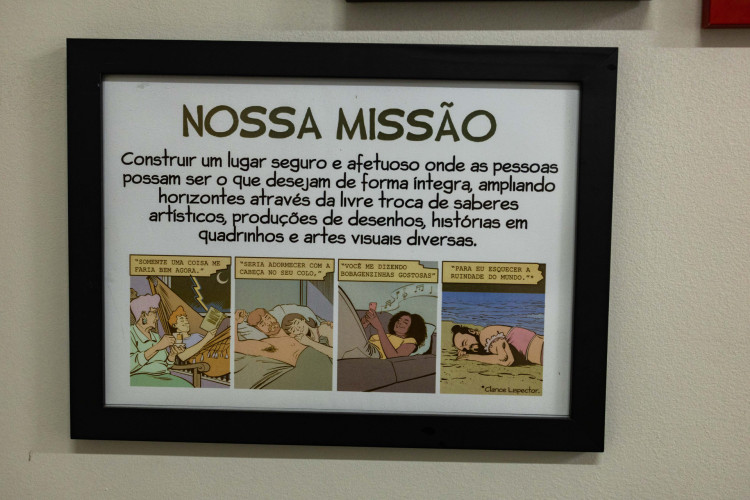 NOSSA MISSÃO
Construir um lugar seguro e afetuoso onde as pessoas
possam ser o que desejam de forma íntegra, ampliando
horizontes através da livre troca de saberes
artísticos, produções de desenhos, histórias em
quadrinhos e artes visuais diversas.
"SOMENTE UMA COISA ME
FARIA BEM AGORA."
"SERIA ADORMECER COM A
CABEÇA NO SEU COLO,"
"VOCÊ ME DIZENDO
BOBAGENZINHAS GOSTOSAS"
"PARA EU ESQUECER A
RUINDADE DO MUNDO."*
*Clarice Lispector.